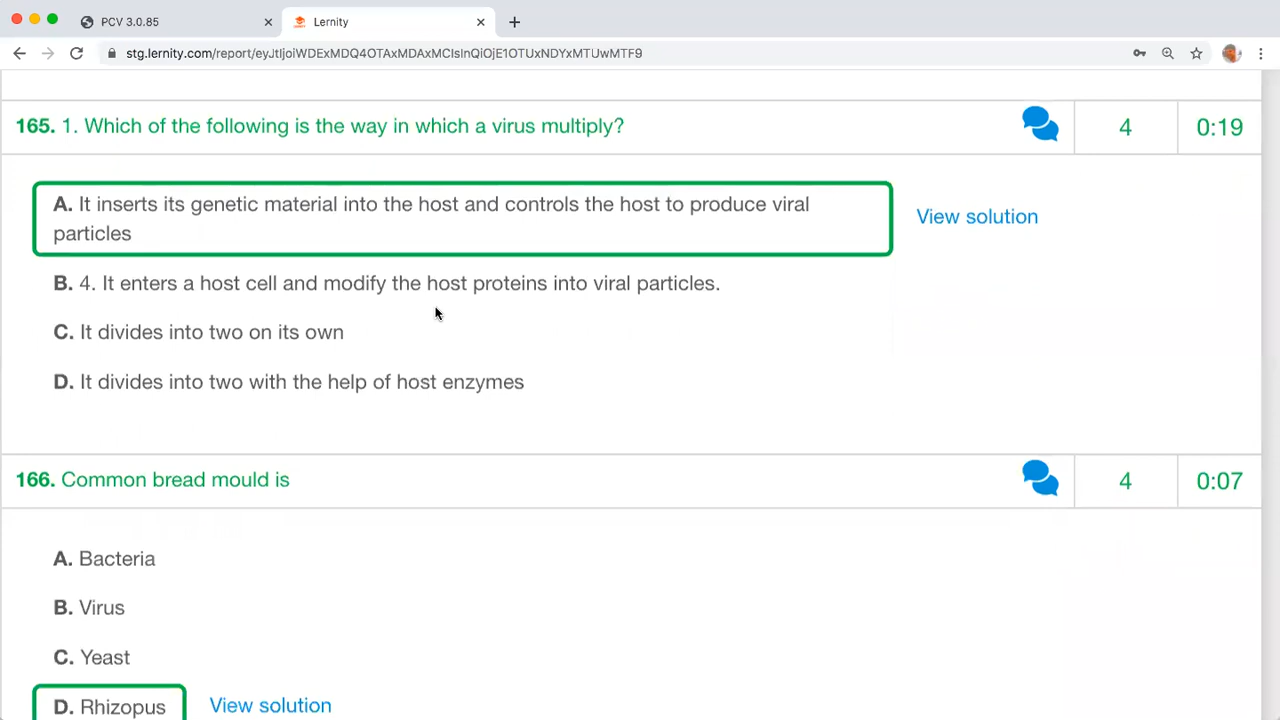 PCV 3.0.85
Lernity
stg.lernity.com/report/eyJtIjoiWDExMDQ4OTAxMDAxMCIsInQiOjE1OTUxNDYxMTUwMTF9
165. 1. Which of the following is the way in which a virus multiply?
4
0:19
A. It inserts its genetic material into the host and controls the host to produce viral
particles
View solution
B. 4. It enters a host cell and modify the host proteins into viral particles.
C. It divides into two on its own
D. It divides into two with the help of host enzymes
166. Common bread mould is
4
0:07
A. Bacteria
B. Virus
C. Yeast
D. Rhizopus
View solution